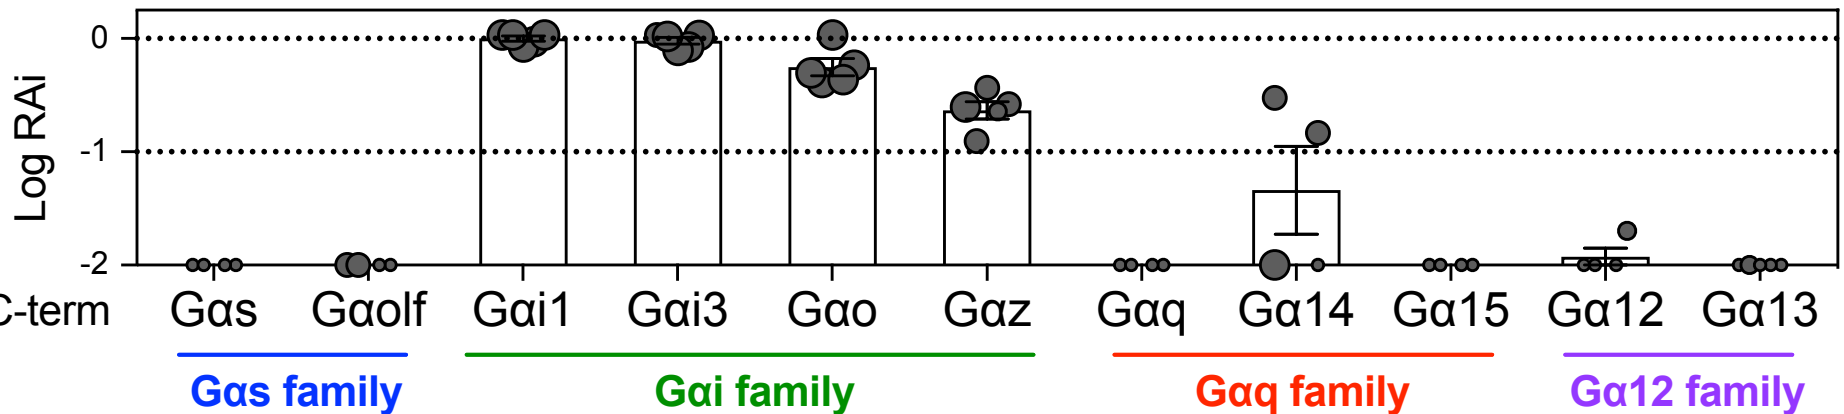 Log RAi
0
-1
-2
C-term Gαs Gαolf Gαi1 Gαi3 Gαo Gαz Gαq Gα14 Gα15 Gα12 Gα13
Gαs family Gαi family Gαq family Gα12 family